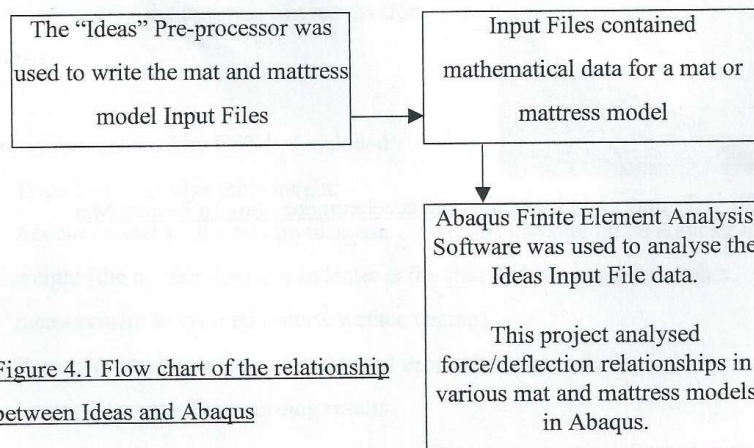 The “Ideas” Pre-processor was
used to write the mat and mattress
model Input Files
Input Files contained
mathematical data for a mat or
mattress model
Abaqus Finite Element Analysis
Software was used to analyse the
Ideas Input File data.
This project analysed
force/deflection relationships in
various mat and mattress models
in Abaqus.
Figure 4.1 Flow chart of the relationship
between Ideas and Abaqus